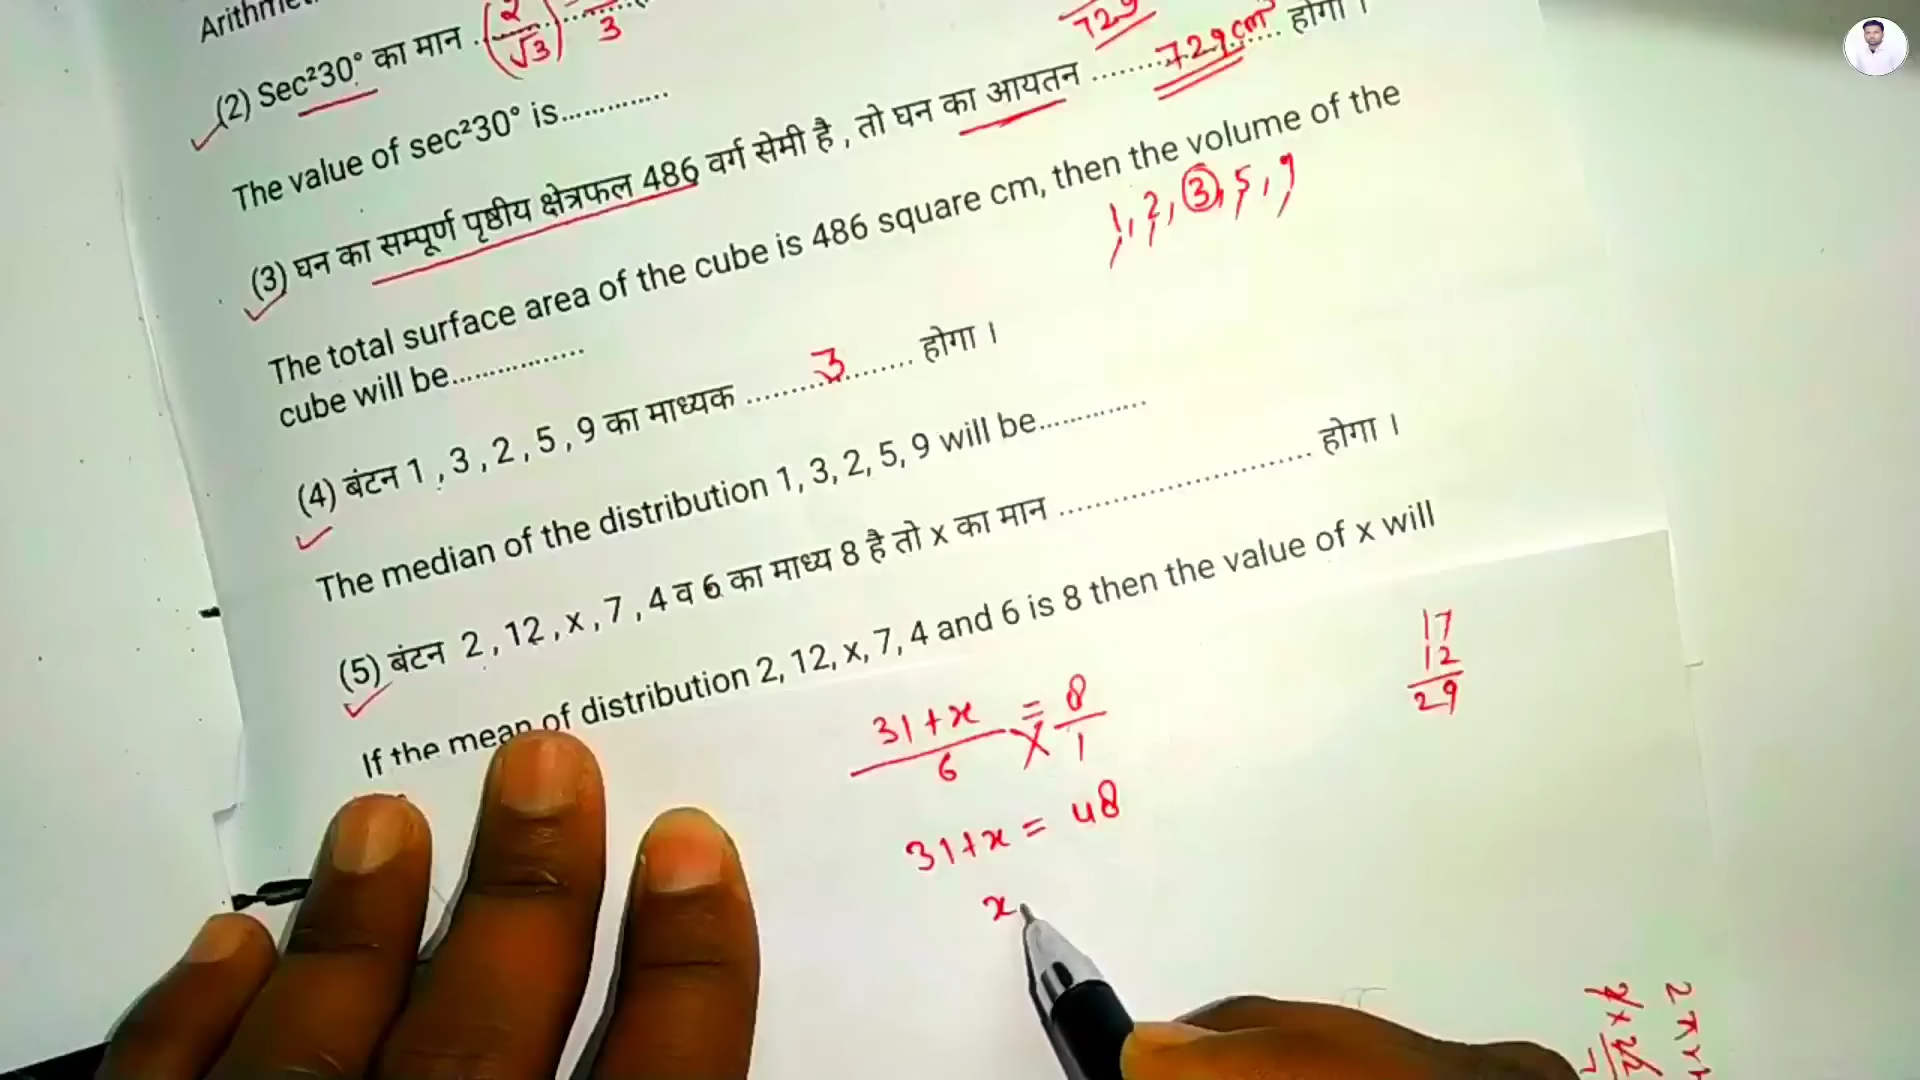 (2) Sec²30° का मान ............ (2/√3) 3
The value of sec²30° is.............
729
(3) घन का सम्पूर्ण पृष्ठीय क्षेत्रफल 486 वर्ग सेमी है , तो घन का आयतन ............ 729 cm³ होगा ।
The total surface area of the cube is 486 square cm, then the volume of the
cube will be................
1, 2, 3, 5, 9
(4) बंटन 1 , 3 , 2 , 5 , 9 का माध्यक ........ 3 ........ होगा ।
The median of the distribution 1, 3, 2, 5, 9 will be.............
(5) बंटन 2 , 12 , x , 7 , 4 व 6 का माध्य 8 है तो x का मान .............................. होगा ।
If the mean of distribution 2, 12, x, 7, 4 and 6 is 8 then the value of x will
31+x = 8
6 1
31+x = 48
x
17
12
29